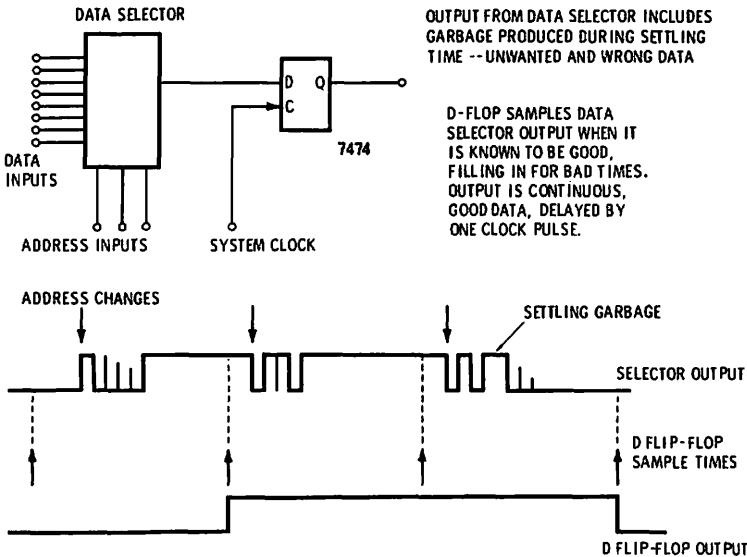 DATA SELECTOR
OUTPUT FROM DATA SELECTOR INCLUDES
GARBAGE PRODUCED DURING SETTLING
TIME -- UNWANTED AND WRONG DATA
D Q
C
7474
D-FLOP SAMPLES DATA
SELECTOR OUTPUT WHEN IT
IS KNOWN TO BE GOOD,
FILLING IN FOR BAD TIMES.
OUTPUT IS CONTINUOUS,
GOOD DATA, DELAYED BY
ONE CLOCK PULSE.
DATA
INPUTS
ADDRESS INPUTS
SYSTEM CLOCK
ADDRESS CHANGES
SETTLING GARBAGE
SELECTOR OUTPUT
D FLIP-FLOP
SAMPLE TIMES
D FLIP-FLOP OUTPUT